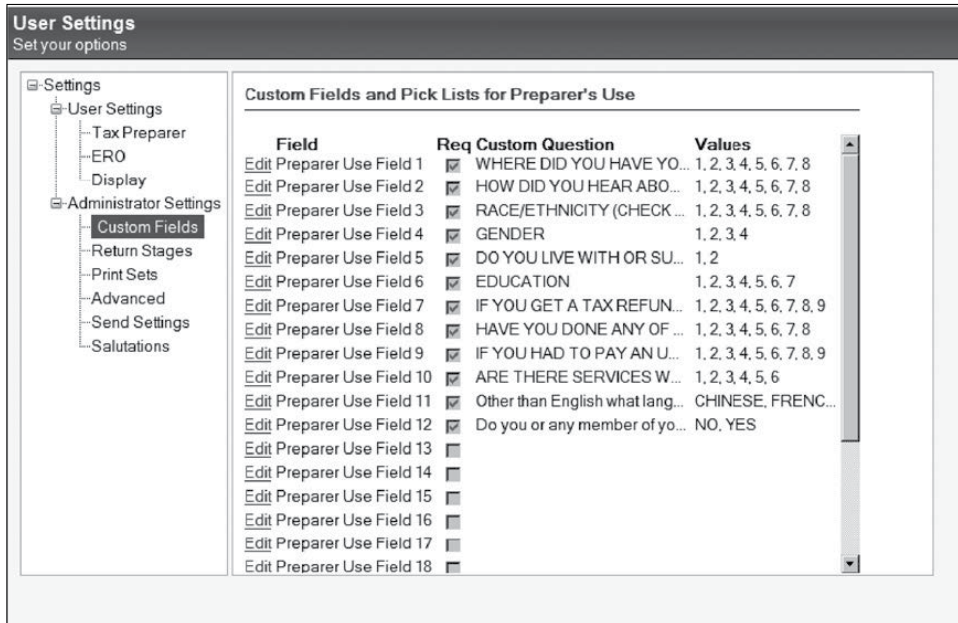 User Settings
Set your options
Settings
User Settings
Tax Preparer
ERO
Display
Administrator Settings
Custom Fields
Return Stages
Print Sets
Advanced
Send Settings
Salutations
Custom Fields and Pick Lists for Preparer's Use
Field Req Custom Question Values
Edit Preparer Use Field 1 WHERE DID YOU HAVE YO... 1, 2, 3, 4, 5, 6, 7, 8
Edit Preparer Use Field 2 HOW DID YOU HEAR ABO... 1, 2, 3, 4, 5, 6, 7, 8
Edit Preparer Use Field 3 RACE/ETHNICITY (CHECK ... 1, 2, 3, 4, 5, 6, 7, 8
Edit Preparer Use Field 4 GENDER 1, 2, 3, 4
Edit Preparer Use Field 5 DO YOU LIVE WITH OR SU... 1, 2
Edit Preparer Use Field 6 EDUCATION 1, 2, 3, 4, 5, 6, 7
Edit Preparer Use Field 7 IF YOU GET A TAX REFUN... 1, 2, 3, 4, 5, 6, 7, 8, 9
Edit Preparer Use Field 8 HAVE YOU DONE ANY OF ... 1, 2, 3, 4, 5, 6, 7, 8
Edit Preparer Use Field 9 IF YOU HAD TO PAY AN U... 1, 2, 3, 4, 5, 6, 7, 8, 9
Edit Preparer Use Field 10 ARE THERE SERVICES W... 1, 2, 3, 4, 5, 6
Edit Preparer Use Field 11 Other than English what lang... CHINESE, FRENC...
Edit Preparer Use Field 12 Do you or any member of yo... NO, YES
Edit Preparer Use Field 13
Edit Preparer Use Field 14
Edit Preparer Use Field 15
Edit Preparer Use Field 16
Edit Preparer Use Field 17
Edit Preparer Use Field 18